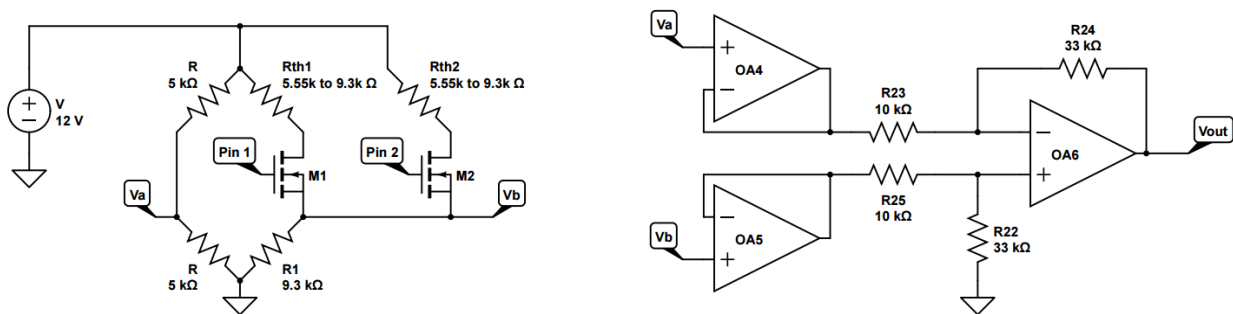 R
5 kΩ
Rth1
5.55k to 9.3k Ω
Rth2
5.55k to 9.3k Ω
V
12 V
Pin 1
M1
Pin 2
M2
Va
Vb
R
5 kΩ
R1
9.3 kΩ
Va
+
−
OA4
R23
10 kΩ
R24
33 kΩ
−
+
OA6
Vout
R25
10 kΩ
−
+
OA5
Vb
R22
33 kΩ